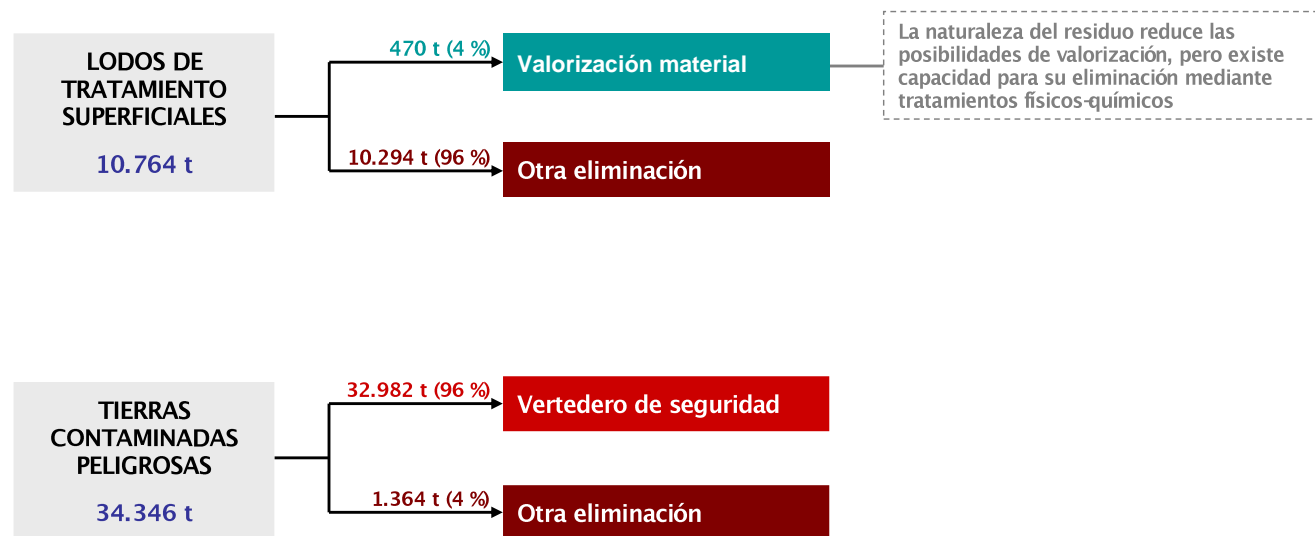 LODOS DE
TRATAMIENTO
SUPERFICIALES
10.764 t
470 t (4 %)
Valorización material
La naturaleza del residuo reduce las
posibilidades de valorización, pero existe
capacidad para su eliminación mediante
tratamientos físicos-químicos
10.294 t (96 %)
Otra eliminación
TIERRAS
CONTAMINADAS
PELIGROSAS
34.346 t
32.982 t (96 %)
Vertedero de seguridad
1.364 t (4 %)
Otra eliminación